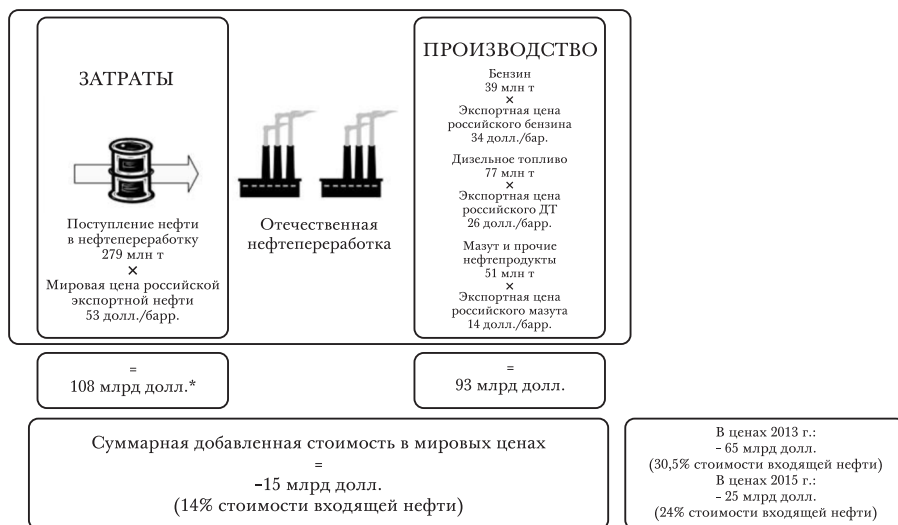 ЗАТРАТЫ
Поступление нефти
в нефтепереработку
279 млн т
×
Мировая цена российской
экспортной нефти
53 долл./барр.
Отечественная
нефтепереработка
ПРОИЗВОДСТВО
Бензин
39 млн т
×
Экспортная цена
российского бензина
34 долл./бар.
Дизельное топливо
77 млн т
×
Экспортная цена
российского ДТ
26 долл./барр.
Мазут и прочие
нефтепродукты
51 млн т
×
Экспортная цена
российского мазута
14 долл./барр.
=
108 млрд долл.*
=
93 млрд долл.
Суммарная добавленная стоимость в мировых ценах
=
–15 млрд долл.
(14% стоимости входящей нефти)
В ценах 2013 г.:
– 65 млрд долл.
(30,5% стоимости входящей нефти)
В ценах 2015 г.:
– 25 млрд долл.
(24% стоимости входящей нефти)